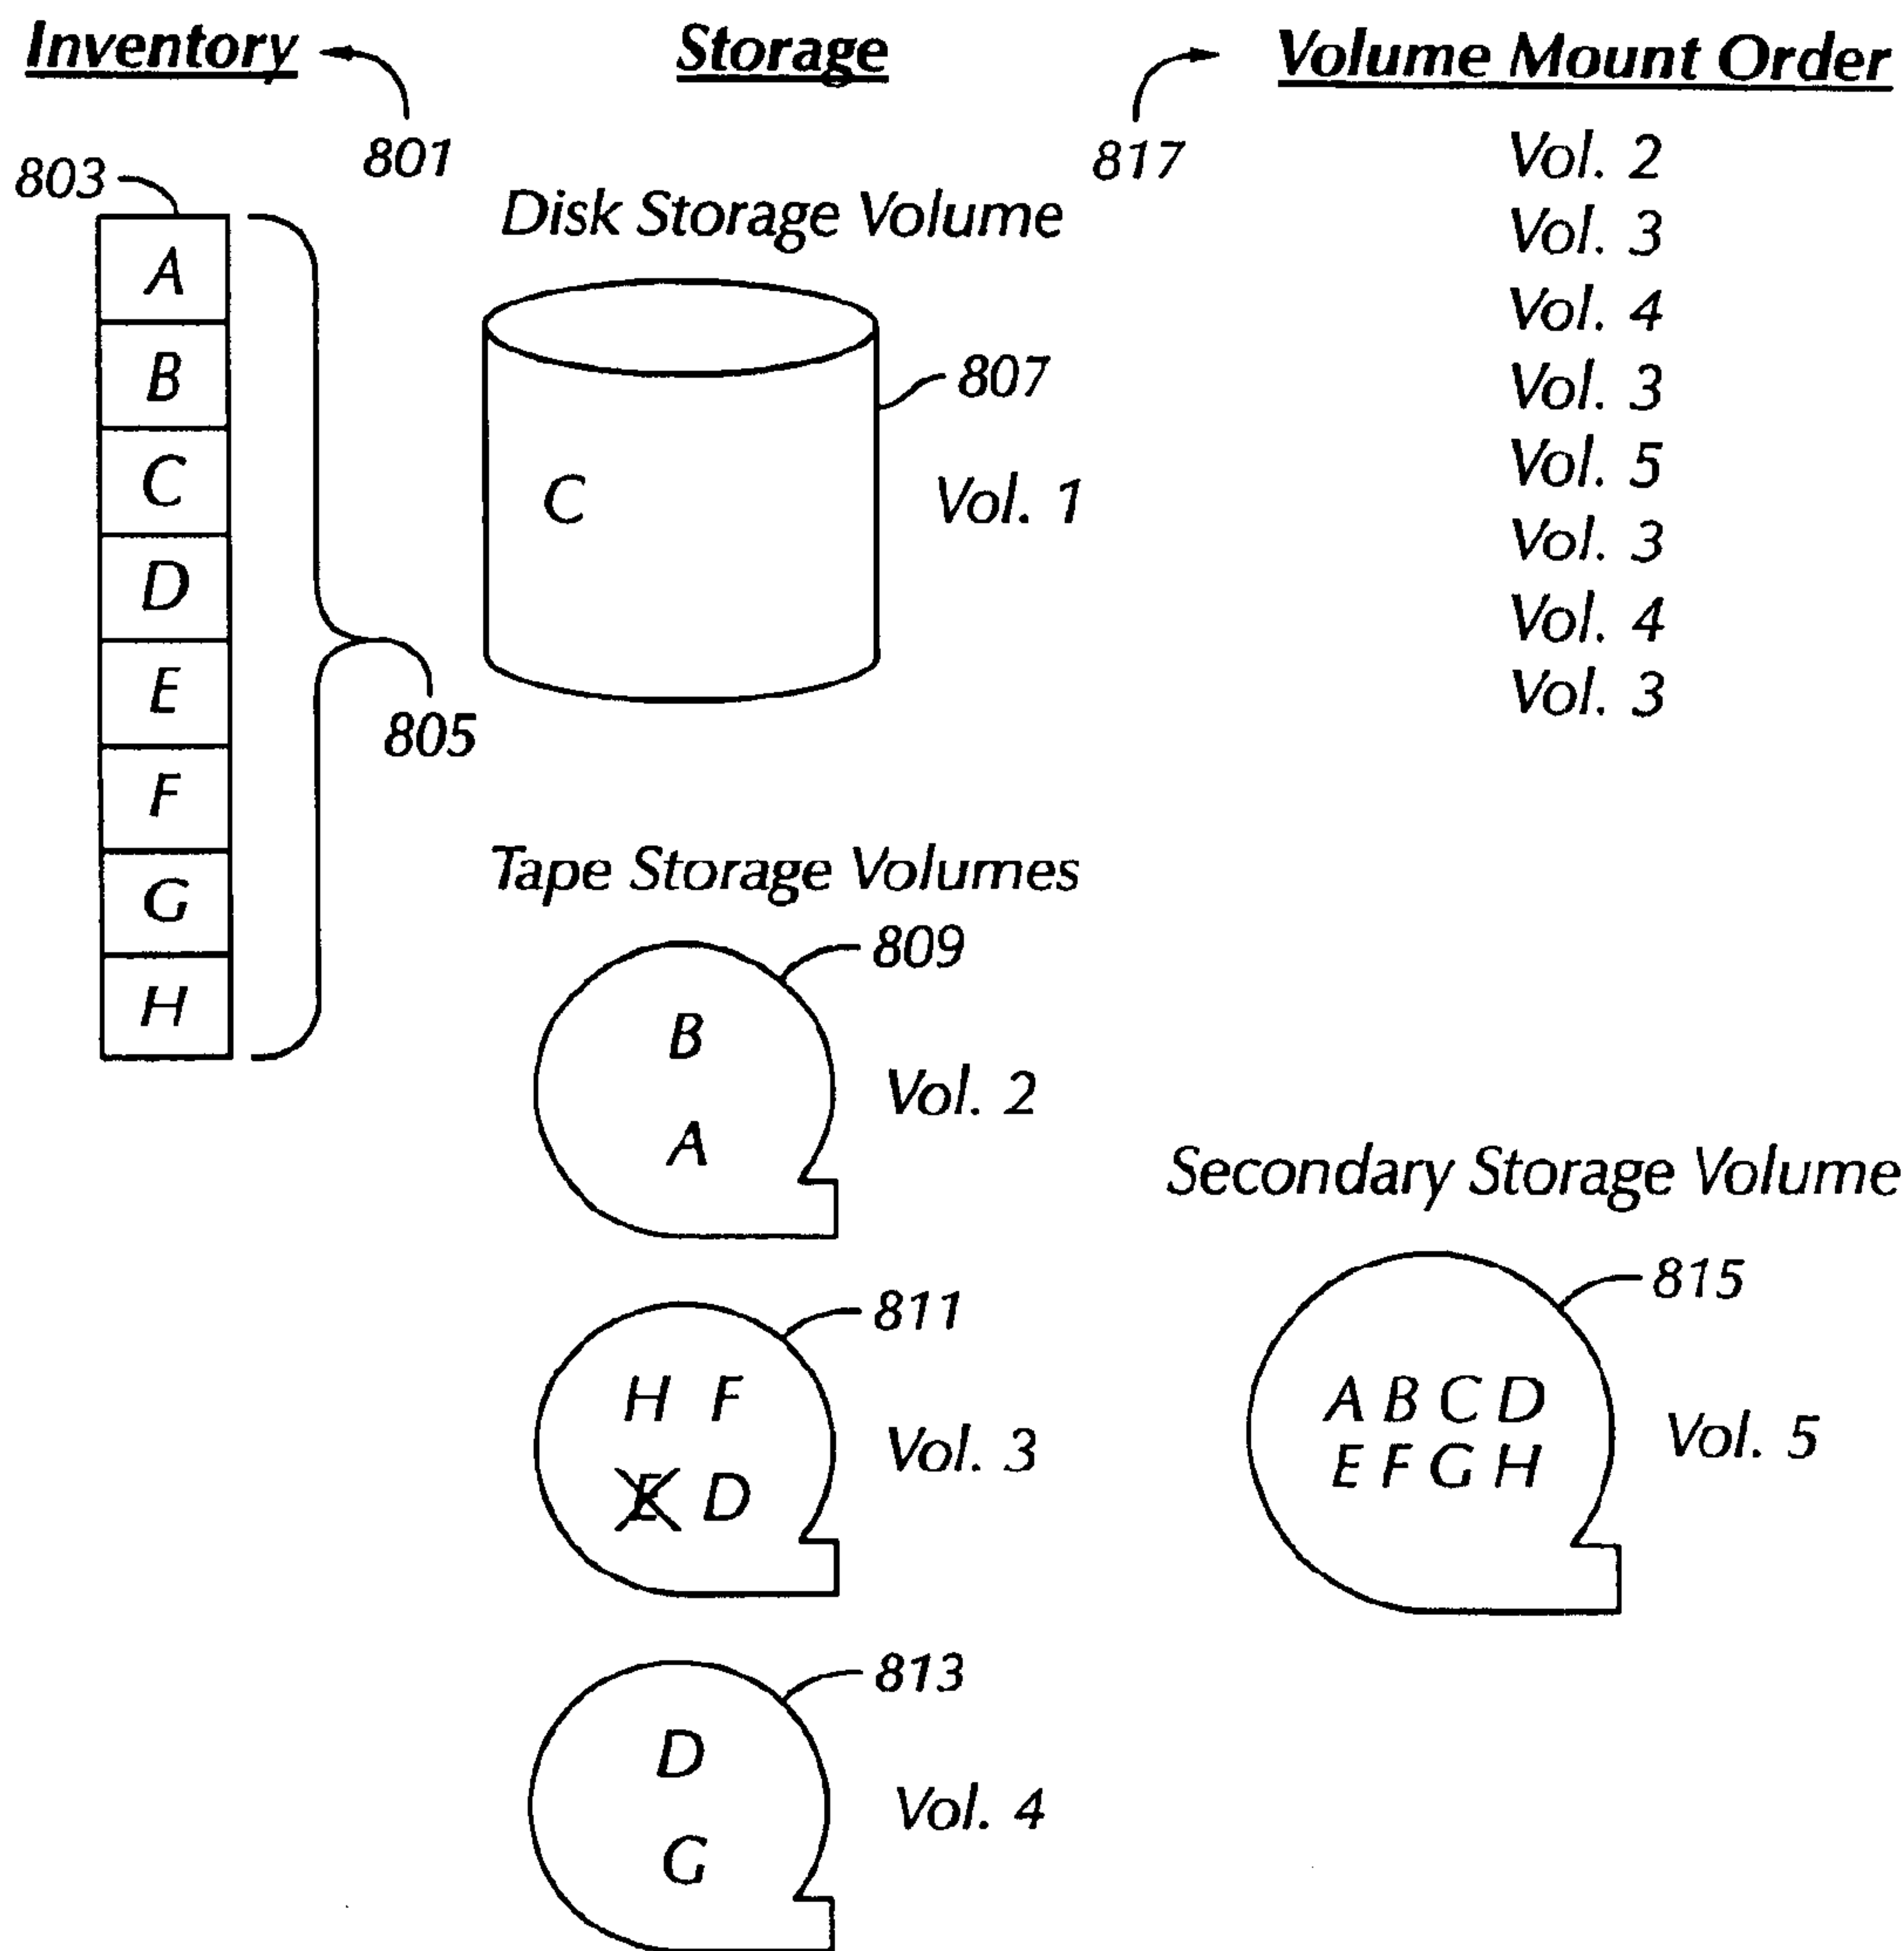 Inventory
Storage
Volume Mount Order
801
817
803
A
B
C
D
E
F
G
H
805
Disk Storage Volume
807
C
Vol. 1
Vol. 2
Vol. 3
Vol. 4
Vol. 3
Vol. 5
Vol. 3
Vol. 4
Vol. 3
Tape Storage Volumes
809
B
A
Vol. 2
811
H F
E D
Vol. 3
813
D
G
Vol. 4
Secondary Storage Volume
815
A B C D
E F G H
Vol. 5